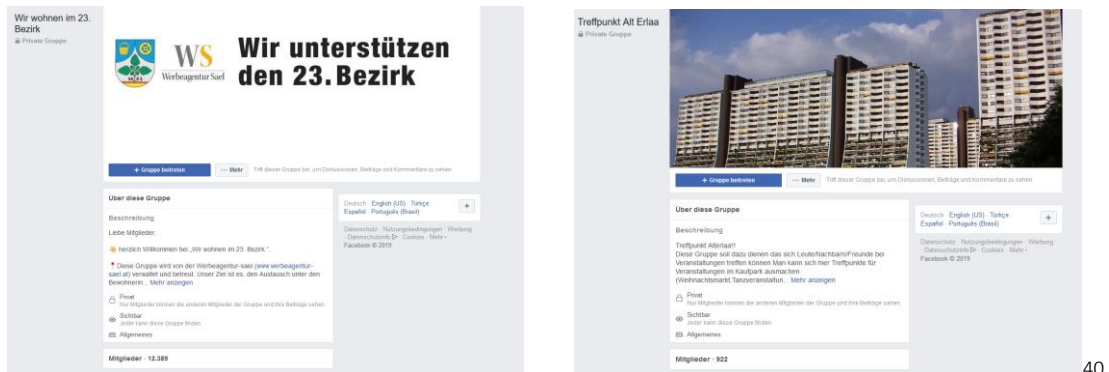 Wir wohnen im 23.
Bezirk
Private Gruppe
WS
Werbeagentur Sael
Wir unterstützen
den 23. Bezirk
+ Gruppe beitreten
··· Mehr
Tritt dieser Gruppe bei, um Diskussionen, Beiträge und Kommentare zu sehen.
Über diese Gruppe
Beschreibung
Liebe Mitglieder,
👋 herzlich Willkommen bei „Wir wohnen im 23. Bezirk “.
📍 Diese Gruppe wird von der Werbeagentur-sael (www.werbeagentur-
sael.at) verwaltet und betreut. Unser Ziel ist es, den Austausch unter den
Bewohnerin... Mehr anzeigen
Privat
Nur Mitglieder können die anderen Mitglieder der Gruppe und ihre Beiträge sehen.
Sichtbar
Jeder kann diese Gruppe finden
Allgemeines
Mitglieder · 12.389
Deutsch · English (US) · Türkçe ·
Español · Português (Brasil)
+
Datenschutz · Nutzungsbedingungen · Werbung
· Datenschutzinfo ▷ · Cookies · Mehr
Facebook © 2019
Treffpunkt Alt Erlaa
Private Gruppe
+ Gruppe beitreten
··· Mehr
Tritt dieser Gruppe bei, um Diskussionen, Beiträge und Kommentare zu sehen.
Über diese Gruppe
Beschreibung
Treffpunkt Alterlaa!!
Diese Gruppe soll dazu dienen das sich Leute/Nachbarn/Freunde bei
Veranstaltungen treffen können Man kann sich hier Treffpunkte für
Veranstaltungen im Kaufpark ausmachen.
(Weihnachtsmarkt,Tanzveranstaltun... Mehr anzeigen
Privat
Nur Mitglieder können die anderen Mitglieder der Gruppe und ihre Beiträge sehen.
Sichtbar
Jeder kann diese Gruppe finden
Allgemeines
Mitglieder · 922
Deutsch · English (US) · Türkçe ·
Español · Português (Brasil)
+
Datenschutz · Nutzungsbedingungen · Werbung
· Datenschutzinfo ▷ · Cookies · Mehr
Facebook © 2019
40